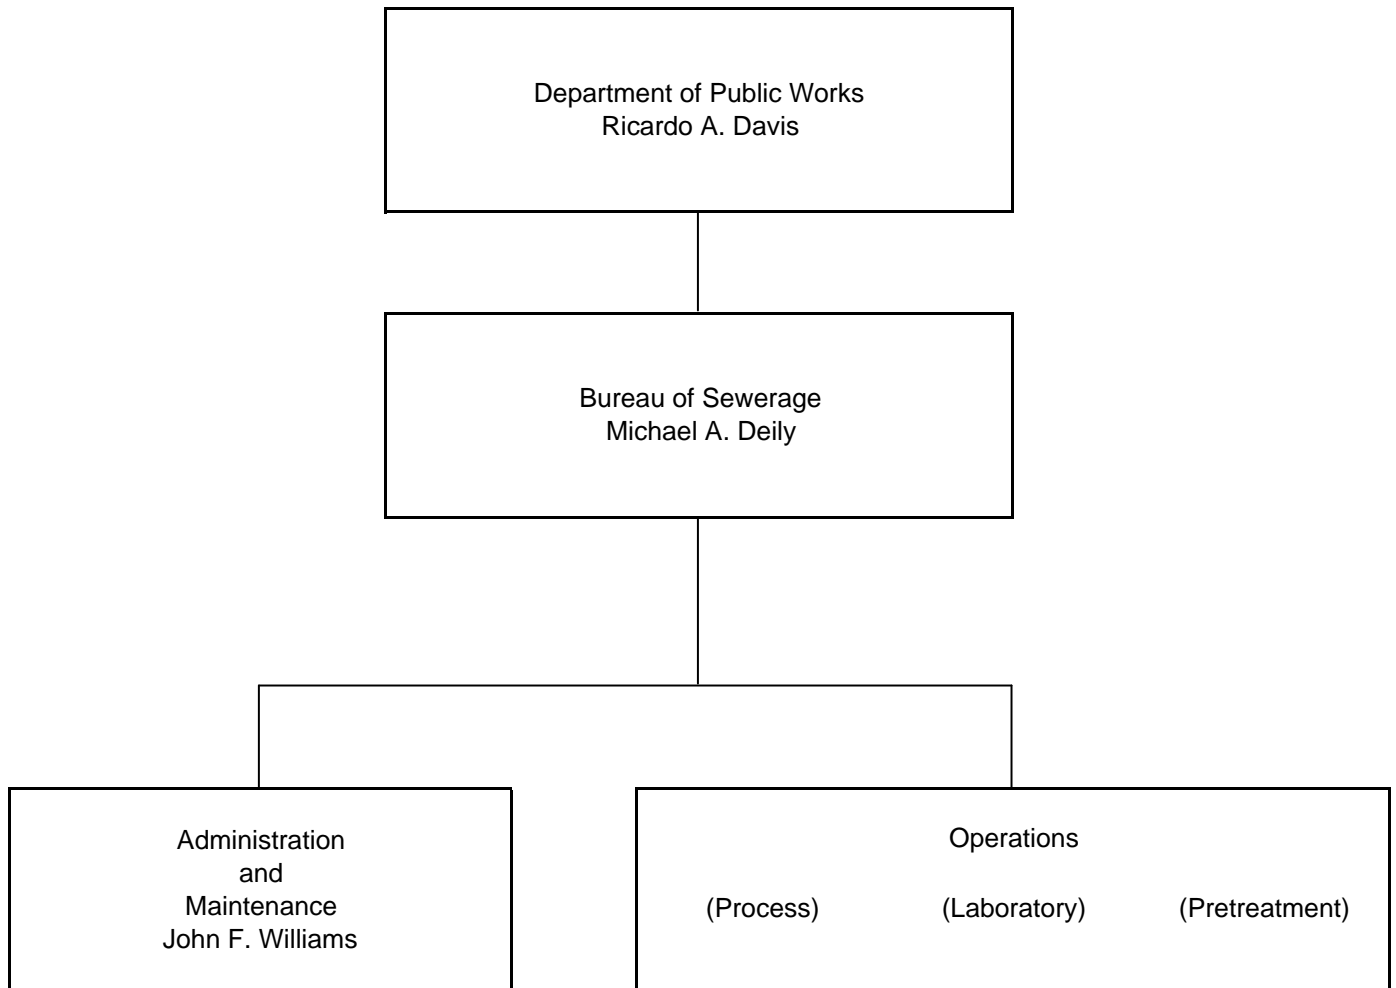 Department of Public Works
Ricardo A. Davis
Bureau of Sewerage
Michael A. Deily
Administration
and
Maintenance
John F. Williams
Operations
(Process) (Laboratory) (Pretreatment)